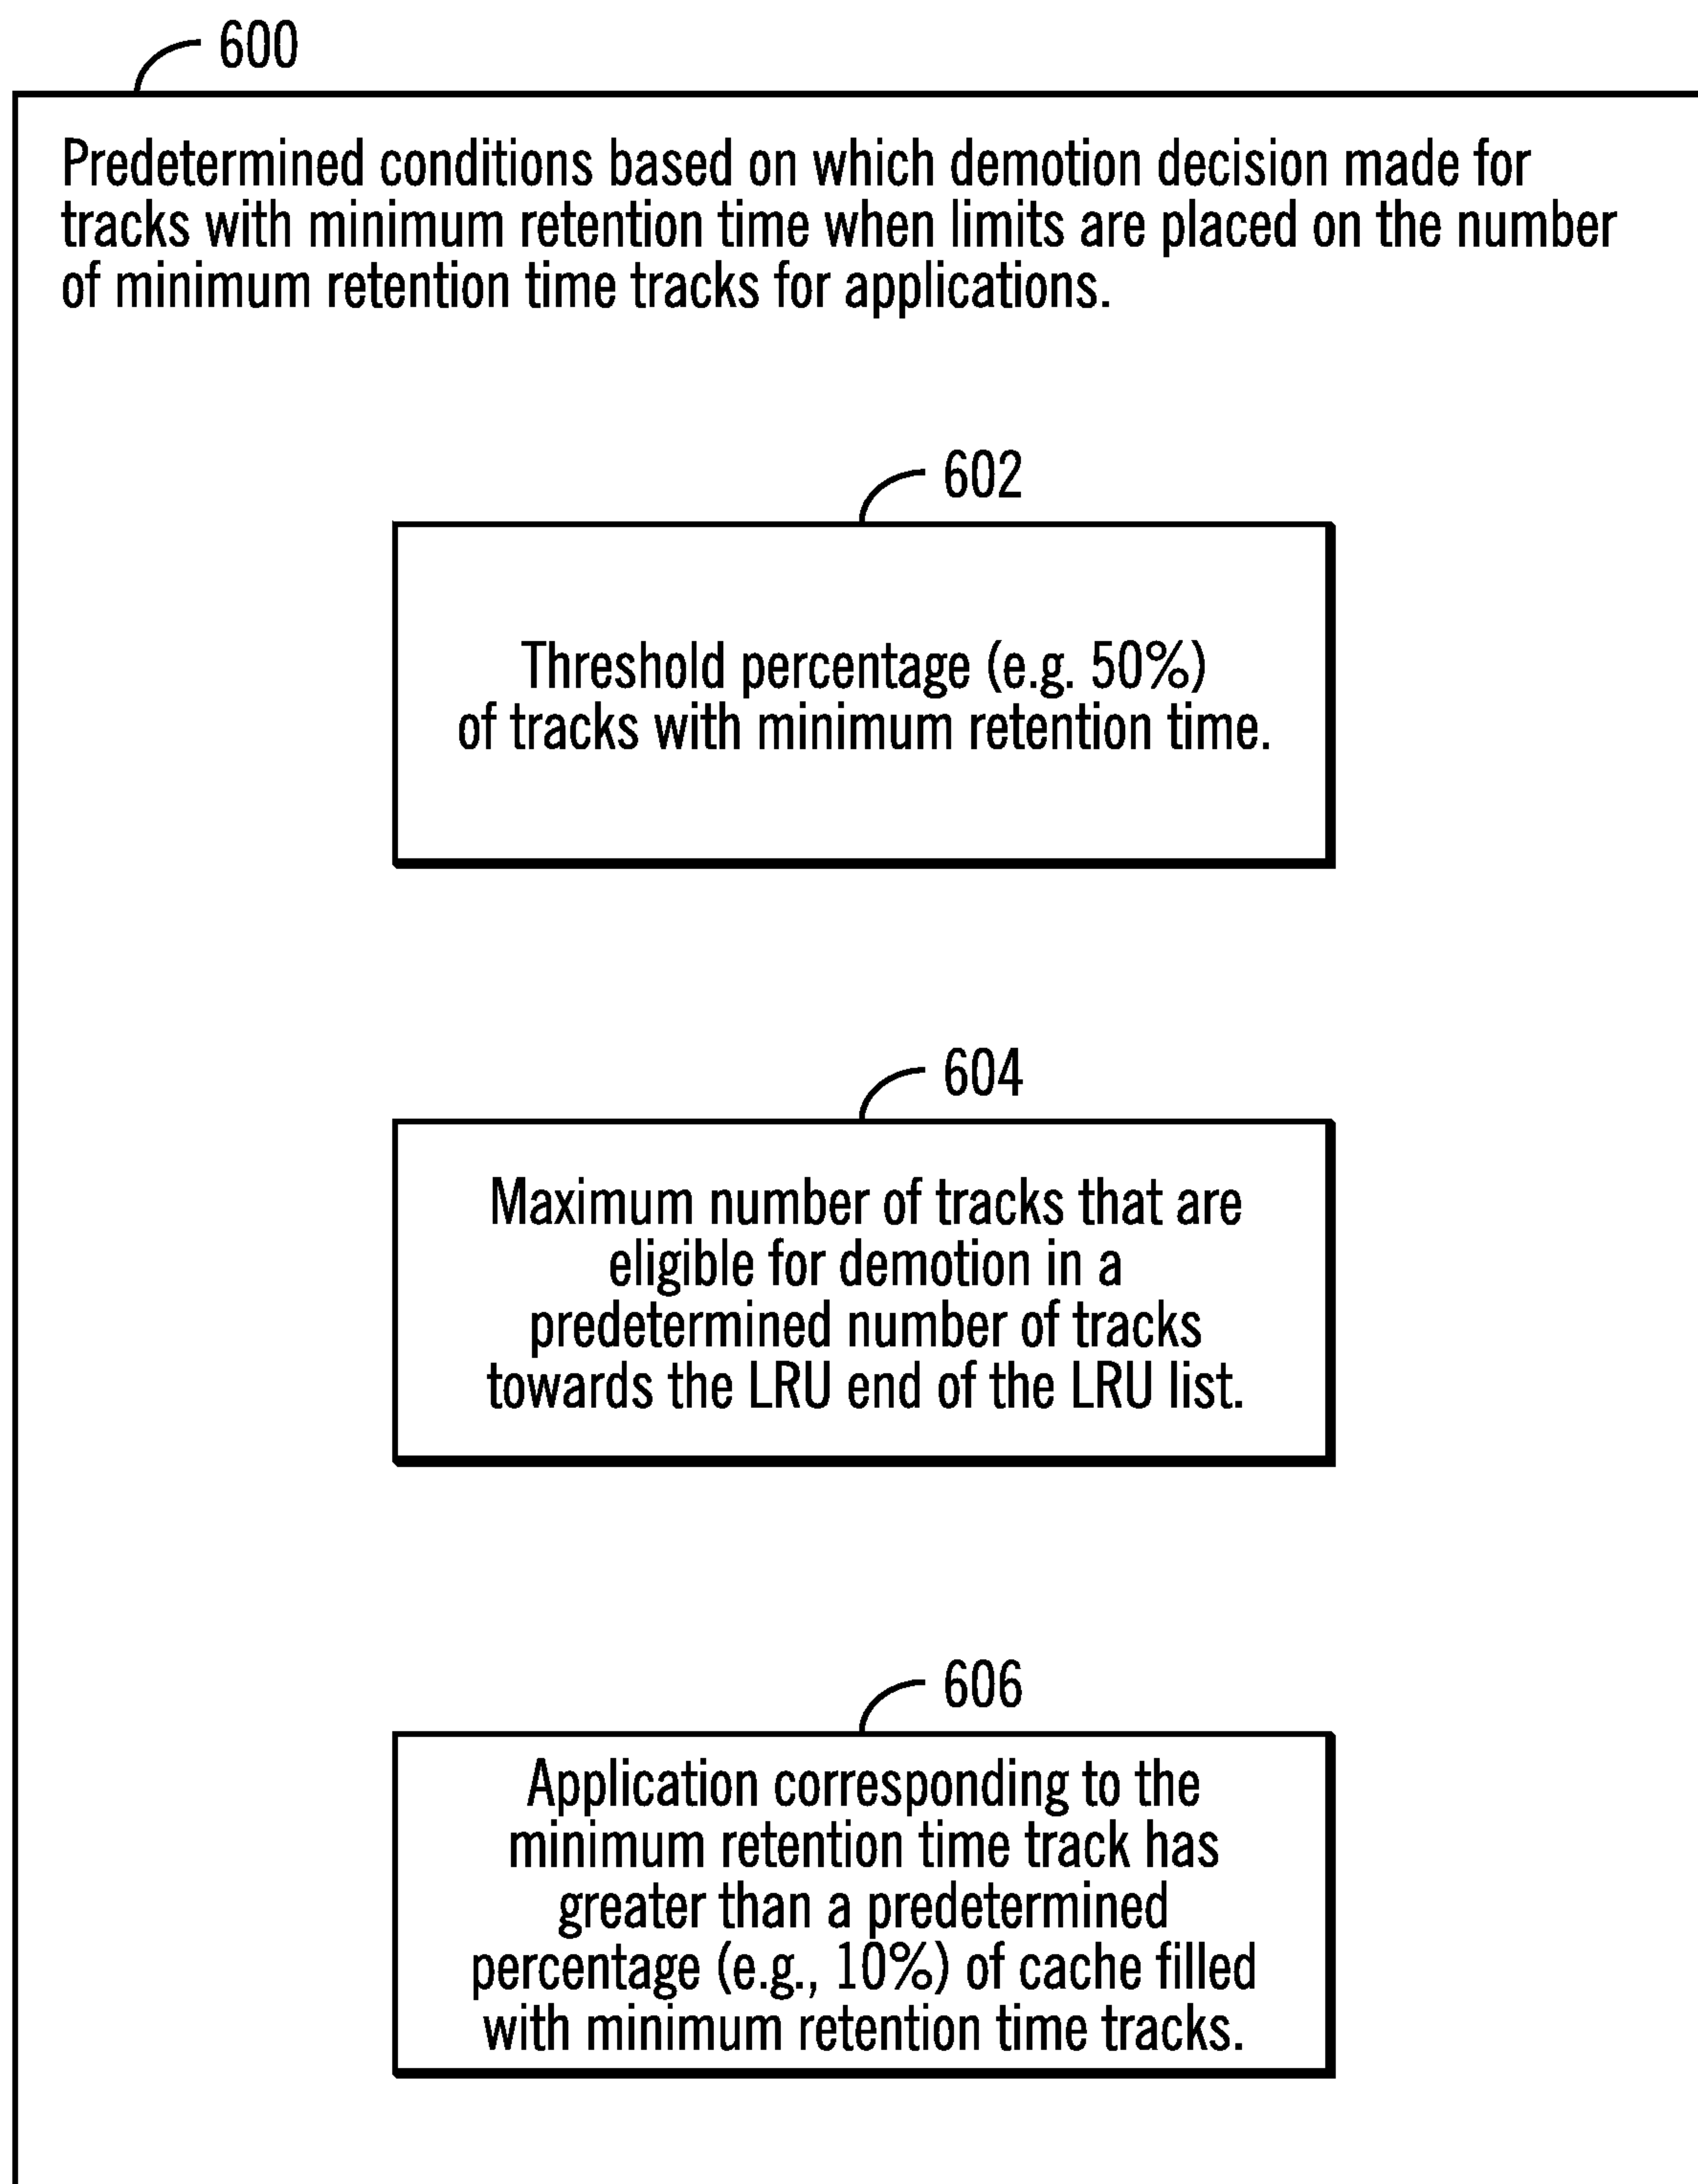 600
Predetermined conditions based on which demotion decision made for
tracks with minimum retention time when limits are placed on the number
of minimum retention time tracks for applications.
602
Threshold percentage (e.g. 50%)
of tracks with minimum retention time.
604
Maximum number of tracks that are
eligible for demotion in a
predetermined number of tracks
towards the LRU end of the LRU list.
606
Application corresponding to the
minimum retention time track has
greater than a predetermined
percentage (e.g., 10%) of cache filled
with minimum retention time tracks.